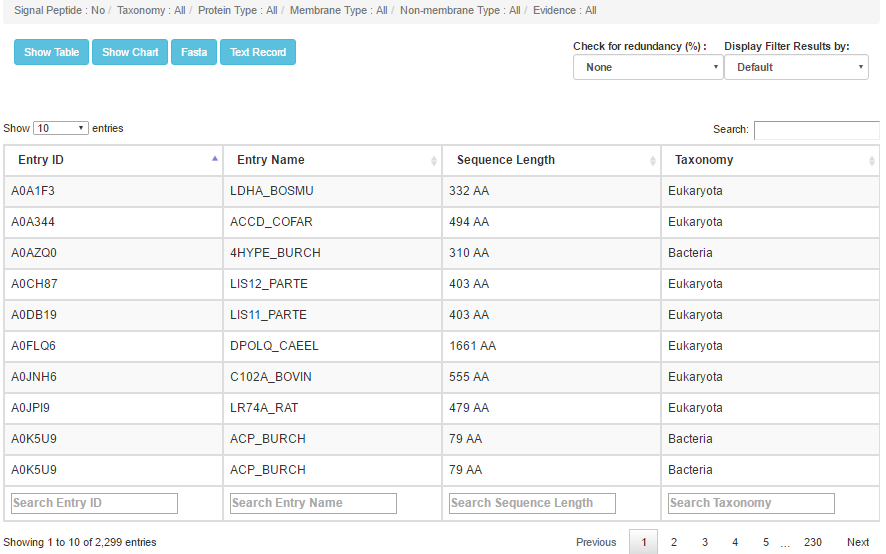 Signal Peptide : No / Taxonomy : All / Protein Type : All / Membrane Type : All / Non-membrane Type : All / Evidence : All
Show Table Show Chart Fasta Text Record
Check for redundancy (%) : Display Filter Results by:
None Default
Show 10 entries Search:
Entry ID Entry Name Sequence Length Taxonomy
A0A1F3 LDHA_BOSMU 332 AA Eukaryota
A0A344 ACCD_COFAR 494 AA Eukaryota
A0AZQ0 4HYPE_BURCH 310 AA Bacteria
A0CH87 LIS12_PARTE 403 AA Eukaryota
A0DB19 LIS11_PARTE 403 AA Eukaryota
A0FLQ6 DPOLQ_CAEEL 1661 AA Eukaryota
A0JNH6 C102A_BOVIN 555 AA Eukaryota
A0JPI9 LR74A_RAT 479 AA Eukaryota
A0K5U9 ACP_BURCH 79 AA Bacteria
A0K5U9 ACP_BURCH 79 AA Bacteria
Search Entry ID Search Entry Name Search Sequence Length Search Taxonomy
Showing 1 to 10 of 2,299 entries Previous 1 2 3 4 5 ... 230 Next